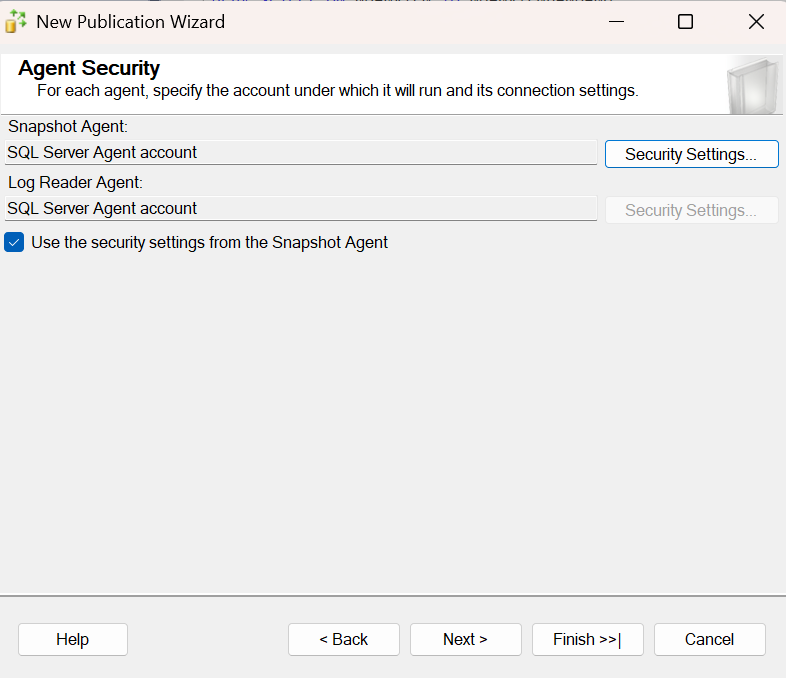 New Publication Wizard
Agent Security
For each agent, specify the account under which it will run and its connection settings.
Snapshot Agent:
SQL Server Agent account
Security Settings...
Log Reader Agent:
SQL Server Agent account
Security Settings...
Use the security settings from the Snapshot Agent
Help
< Back
Next >
Finish >>|
Cancel